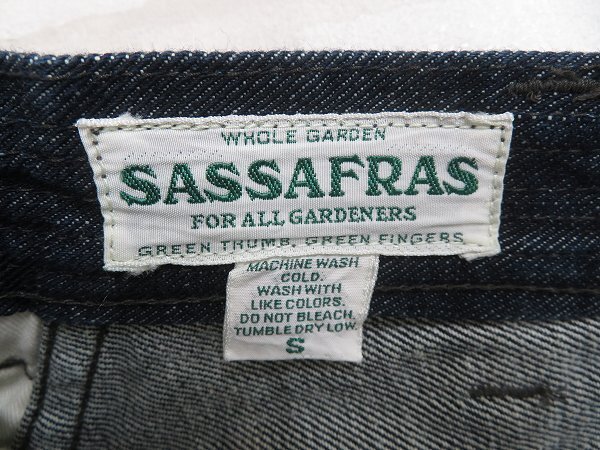 WHOLE GARDEN
SASSAFRAS
FOR ALL GARDENERS
GREEN THUMB, GREEN FINGERS
MACHINE WASH
COLD.
WASH WITH
LIKE COLORS.
DO NOT BLEACH.
TUMBLE DRY LOW.
S